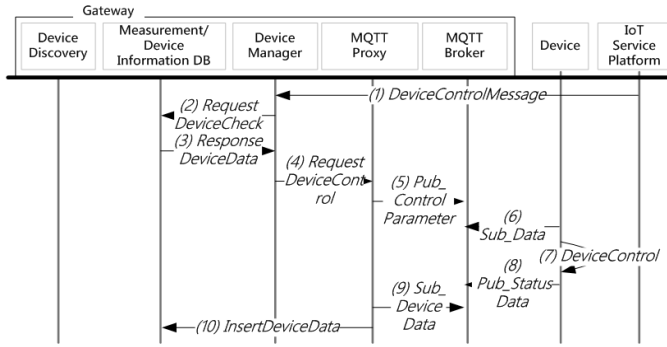 Gateway
Device
Discovery
Measurement/
Device
Information DB
Device
Manager
MQTT
Proxy
MQTT
Broker
Device
IoT
Service
Platform
(1) DeviceControlMessage
(2) Request
DeviceCheck
(3) Response
DeviceData
(4) Request
DeviceCont
rol
(5) Pub_
Control
Parameter
(6)
Sub_Data
(7) DeviceControl
(8)
Pub_Status
Data
(9) Sub_
Device
Data
(10) InsertDeviceData